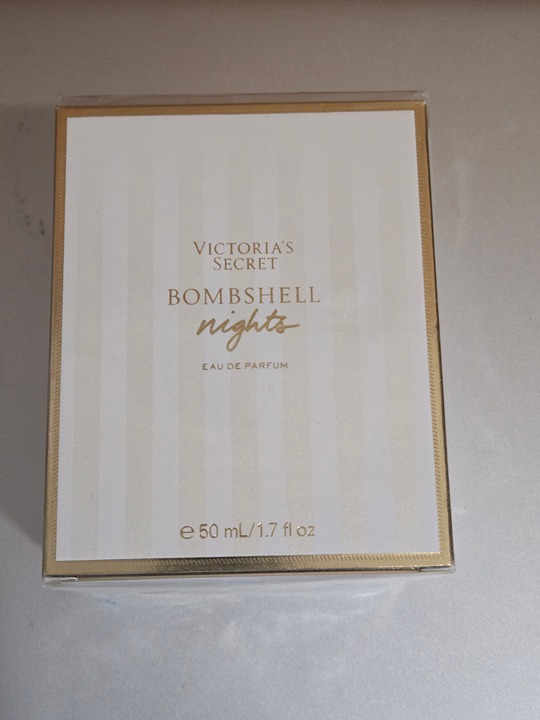 VICTORIA'S
SECRET
BOMBSHELL
nights
EAU DE PARFUM
℮ 50 mL/1.7 fl oz